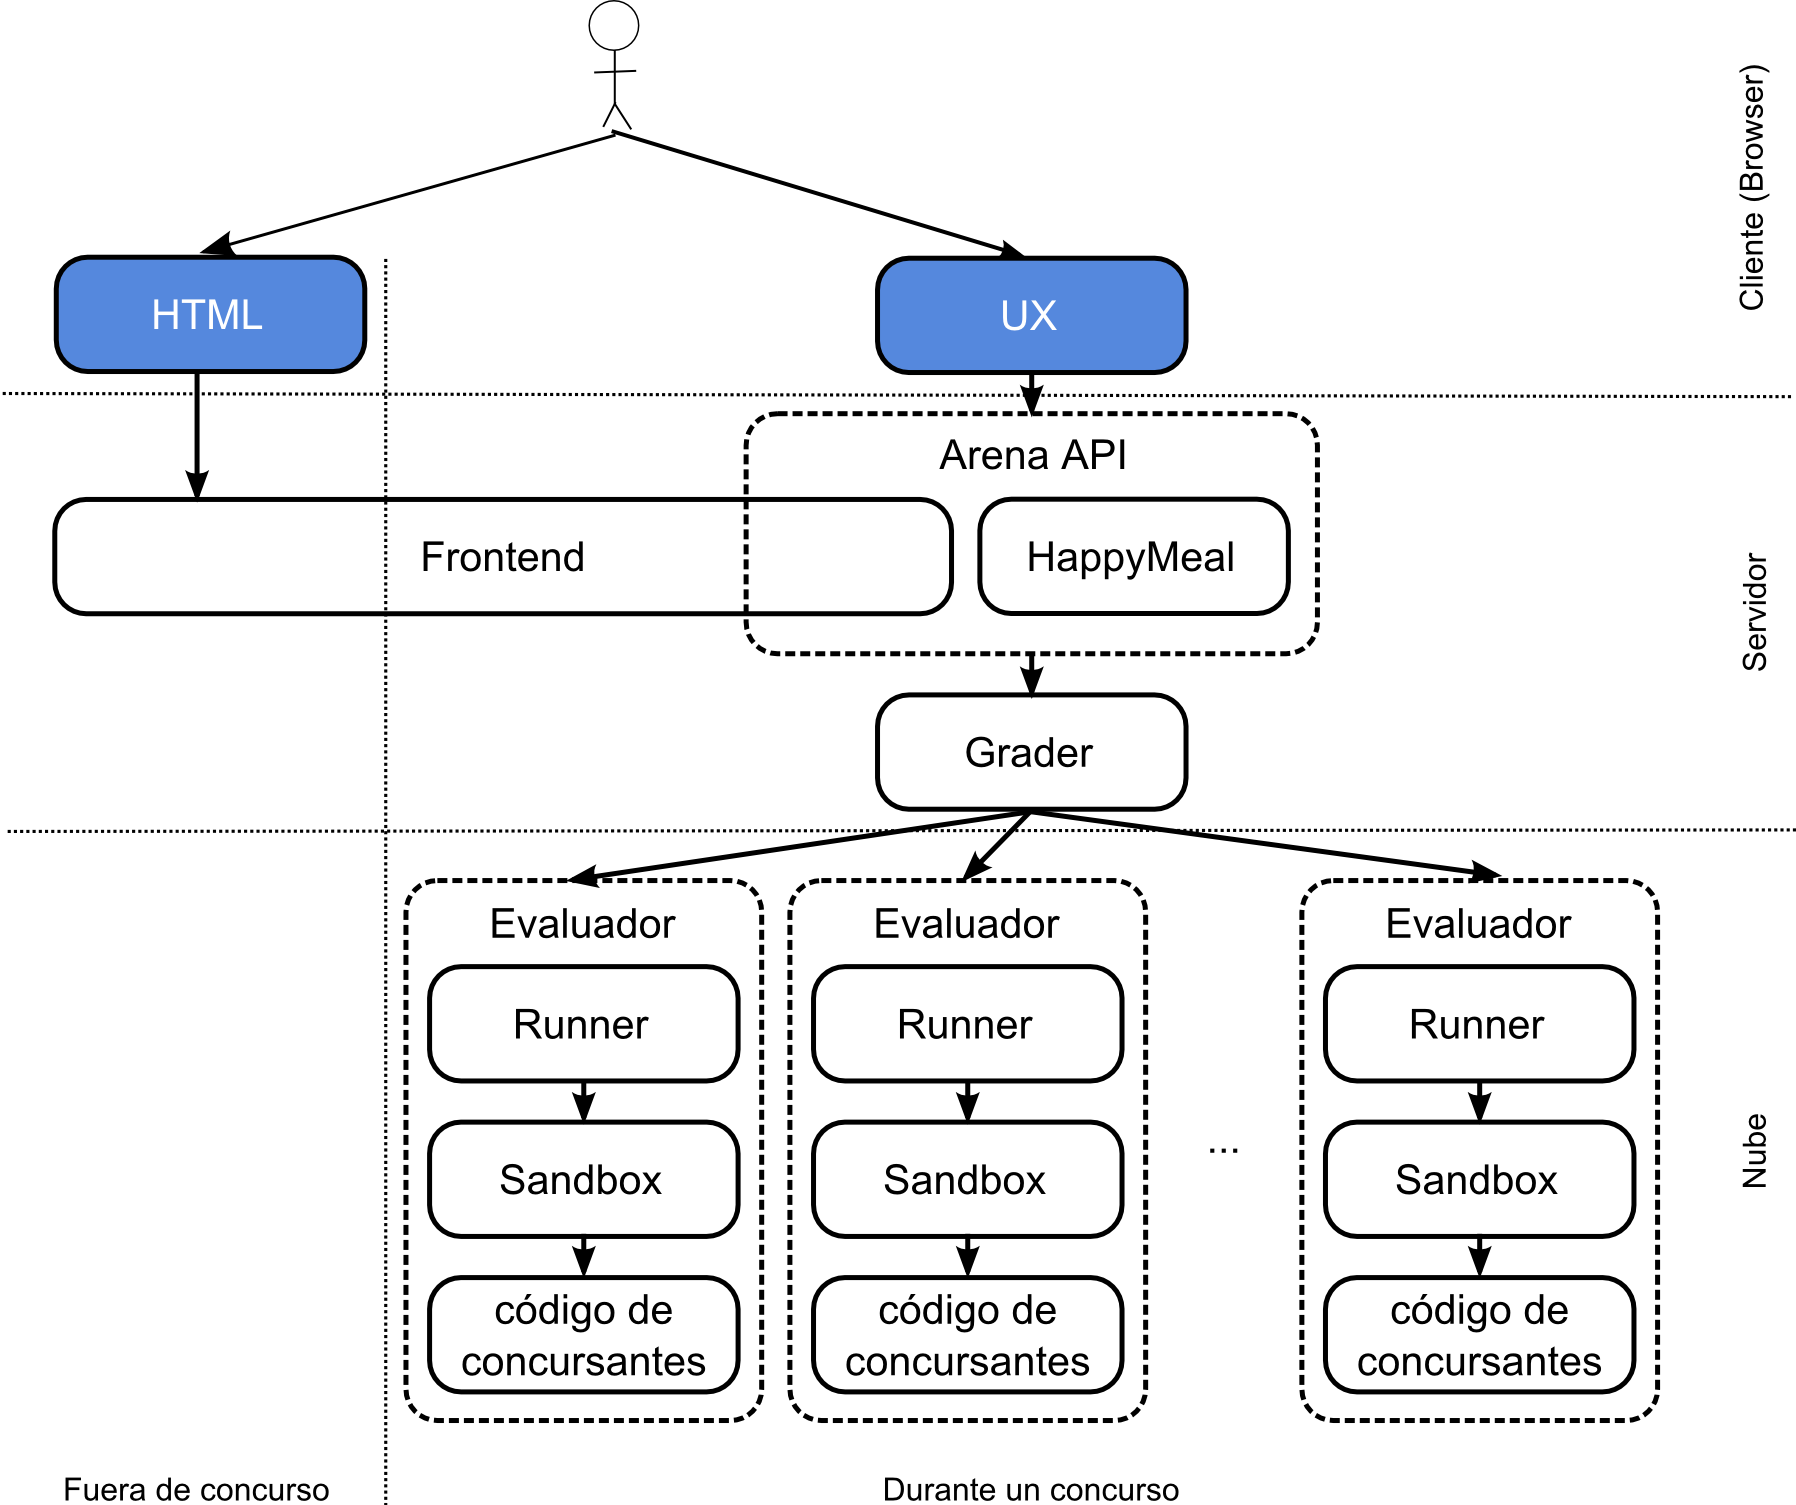 Cliente (Browser)
HTML
UX
Arena API
Frontend
HappyMeal
Servidor
Grader
Evaluador
Evaluador
Evaluador
Runner
Runner
Runner
Sandbox
Sandbox
...
Sandbox
Nube
código de
concursantes
código de
concursantes
código de
concursantes
Fuera de concurso
Durante un concurso